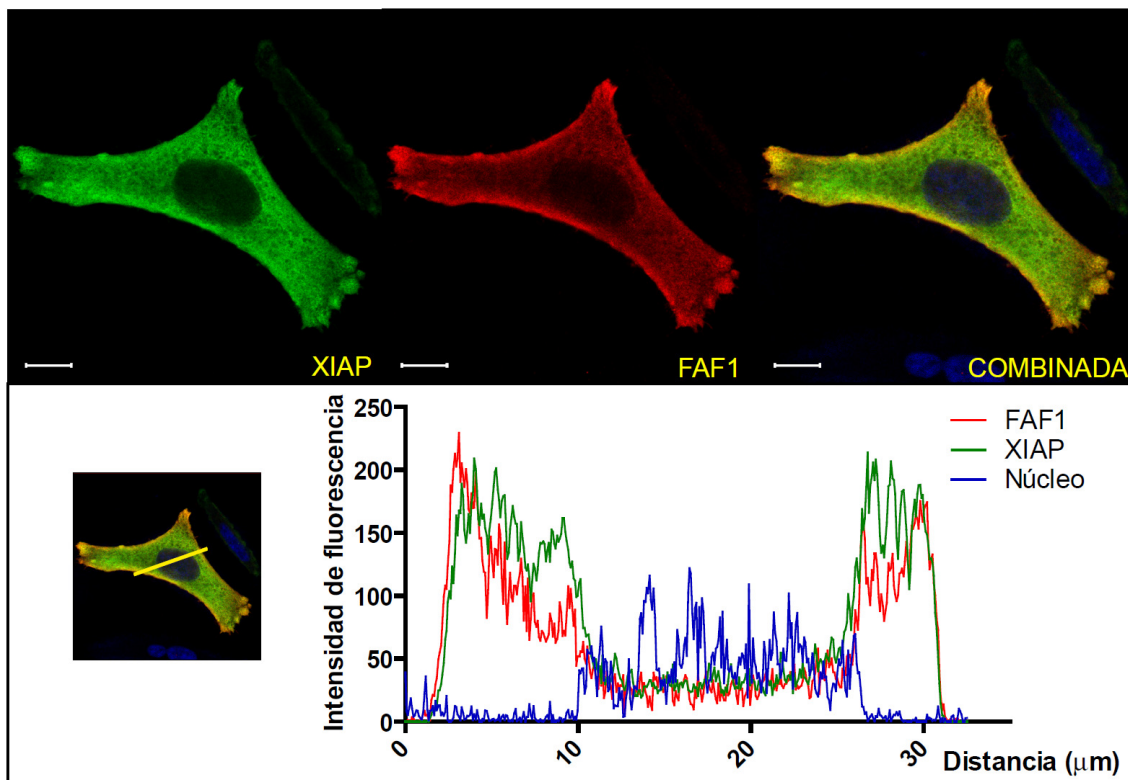 XIAP
FAF1
COMBINADA
Intensidad de fluorescencia
250
200
150
100
50
0
0
10
20
30
Distancia (μm)
FAF1
XIAP
Núcleo